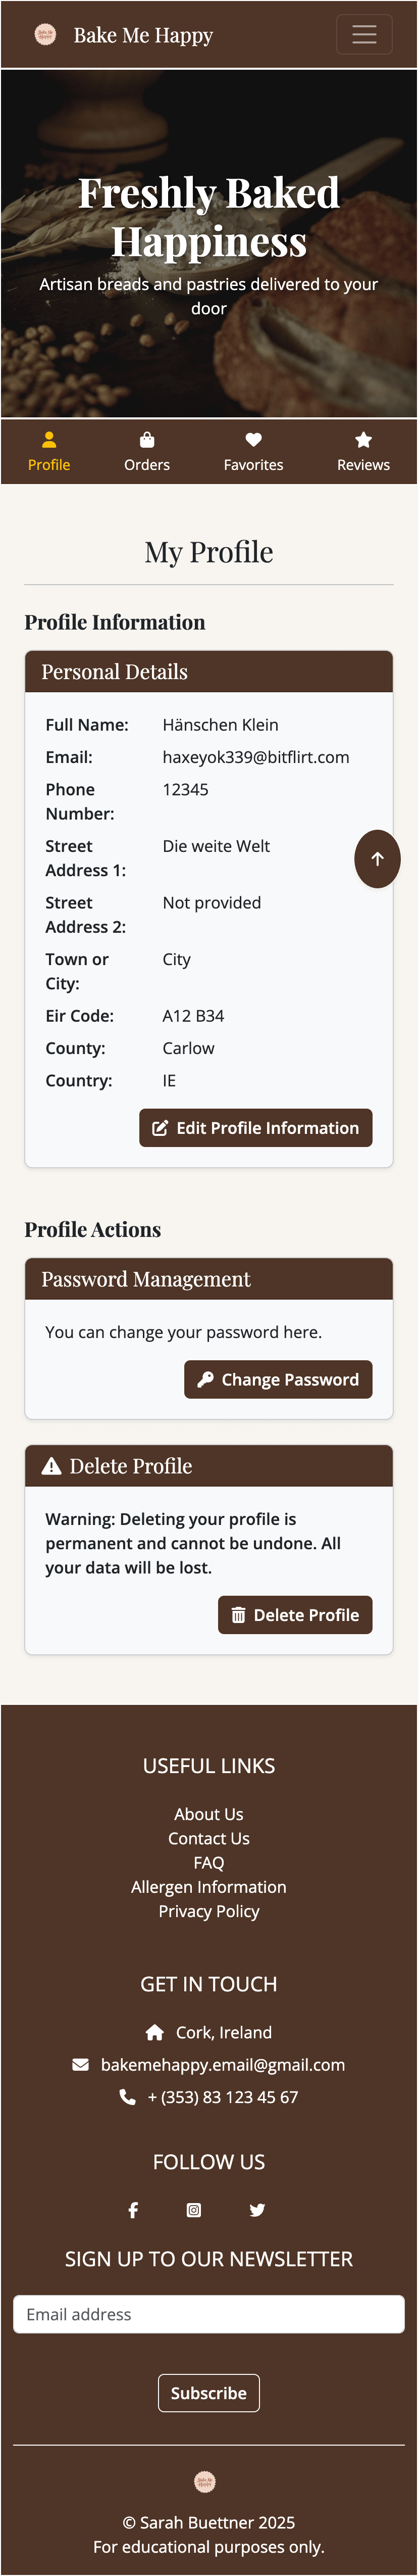 Bake Me Happy
Freshly Baked
Happiness
Artisan breads and pastries delivered to your
door
Profile
Orders
Favorites
Reviews
My Profile
Profile Information
Personal Details
Full Name: Hänschen Klein
Email: haxeyok339@bitflirt.com
Phone
Number:
12345
Street
Address 1:
Die weite Welt
Street
Address 2:
Not provided
Town or
City:
City
Eir Code: A12 B34
County: Carlow
Country: IE
Edit Profile Information
Profile Actions
Password Management
You can change your password here.
Change Password
Delete Profile
Warning: Deleting your profile is
permanent and cannot be undone. All
your data will be lost.
Delete Profile
USEFUL LINKS
About Us
Contact Us
FAQ
Allergen Information
Privacy Policy
GET IN TOUCH
Cork, Ireland
bakemehappy.email@gmail.com
+ (353) 83 123 45 67
FOLLOW US
SIGN UP TO OUR NEWSLETTER
Email address
Subscribe
© Sarah Buettner 2025
For educational purposes only.